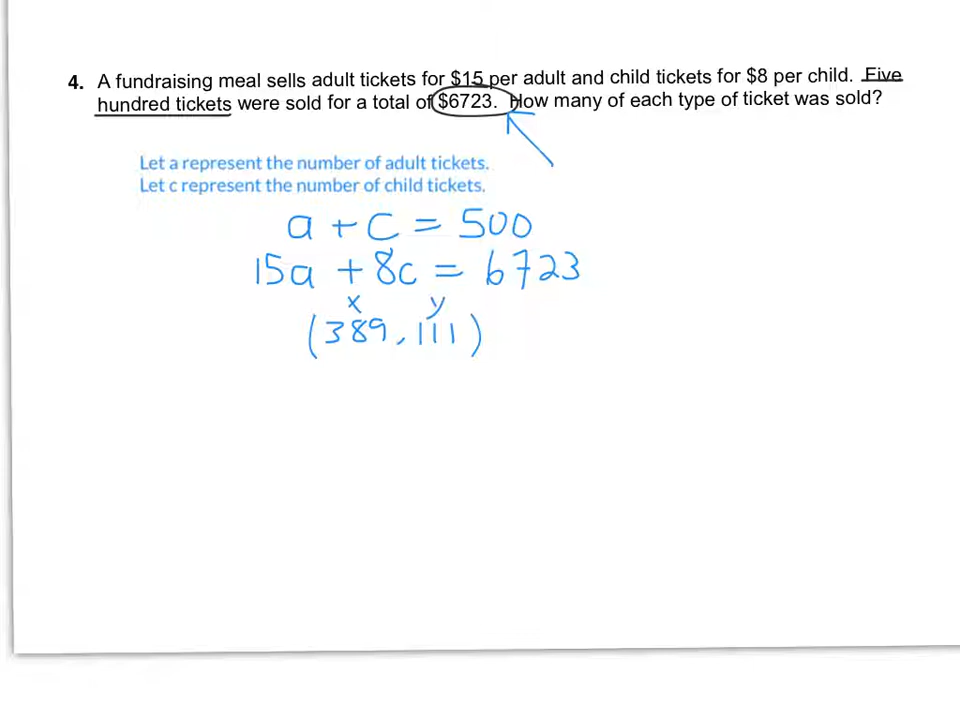 4. A fundraising meal sells adult tickets for $15 per adult and child tickets for $8 per child. Five
hundred tickets were sold for a total of $6723. How many of each type of ticket was sold?
Let a represent the number of adult tickets.
Let c represent the number of child tickets.
a + c = 500
15a + 8c = 6723
x y
(389, 111)